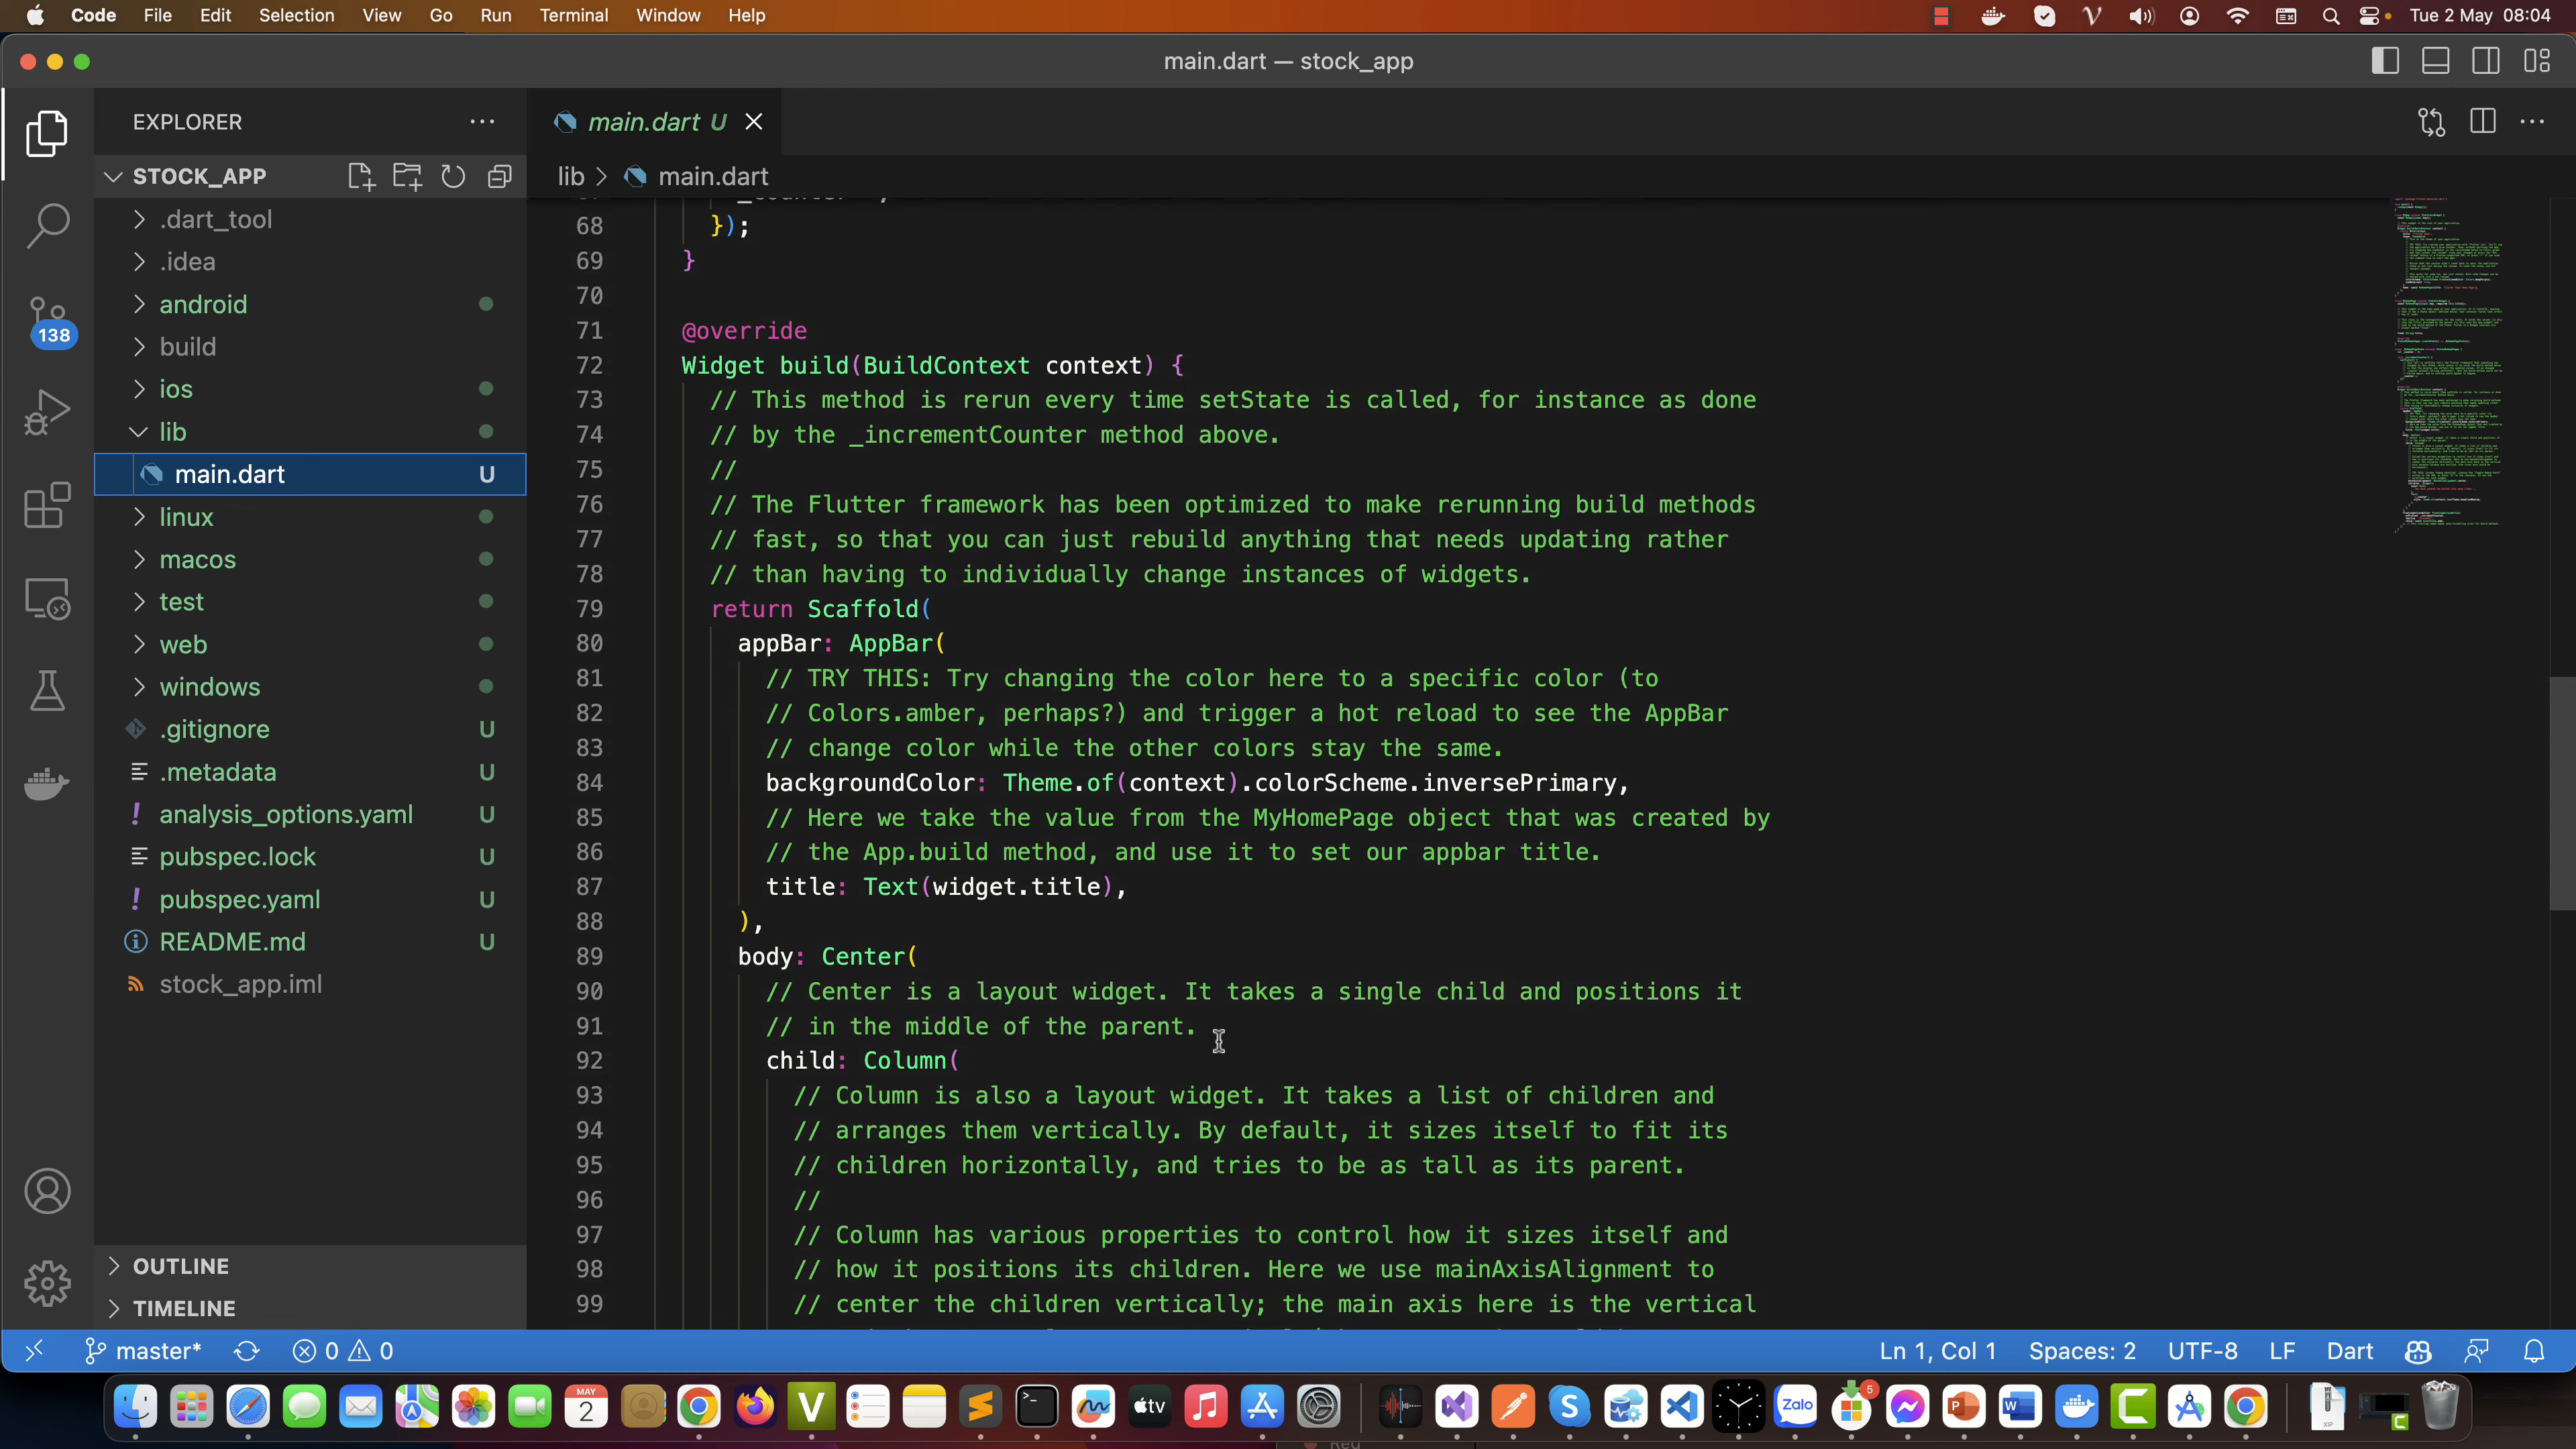 Code File Edit Selection View Go Run Terminal Window Help Tue 2 May 08:04
main.dart — stock_app
EXPLORER
STOCK_APP
.dart_tool
.idea
android
build
ios
lib
main.dart U
linux
macos
test
web
windows
.gitignore U
.metadata U
! analysis_options.yaml U
pubspec.lock U
! pubspec.yaml U
README.md U
stock_app.iml
OUTLINE
TIMELINE
138
main.dart U
lib > main.dart
68 });
69 }
70
71 @override
72 Widget build(BuildContext context) {
73 // This method is rerun every time setState is called, for instance as done
74 // by the _incrementCounter method above.
75 //
76 // The Flutter framework has been optimized to make rerunning build methods
77 // fast, so that you can just rebuild anything that needs updating rather
78 // than having to individually change instances of widgets.
79 return Scaffold(
80 appBar: AppBar(
81 // TRY THIS: Try changing the color here to a specific color (to
82 // Colors.amber, perhaps?) and trigger a hot reload to see the AppBar
83 // change color while the other colors stay the same.
84 backgroundColor: Theme.of(context).colorScheme.inversePrimary,
85 // Here we take the value from the MyHomePage object that was created by
86 // the App.build method, and use it to set our appbar title.
87 title: Text(widget.title),
88 ),
89 body: Center(
90 // Center is a layout widget. It takes a single child and positions it
91 // in the middle of the parent.
92 child: Column(
93 // Column is also a layout widget. It takes a list of children and
94 // arranges them vertically. By default, it sizes itself to fit its
95 // children horizontally, and tries to be as tall as its parent.
96 //
97 // Column has various properties to control how it sizes itself and
98 // how it positions its children. Here we use mainAxisAlignment to
99 // center the children vertically; the main axis here is the vertical
master* 0 0 Ln 1, Col 1 Spaces: 2 UTF-8 LF Dart
MAY
2
tv
Zalo
5
ZIP